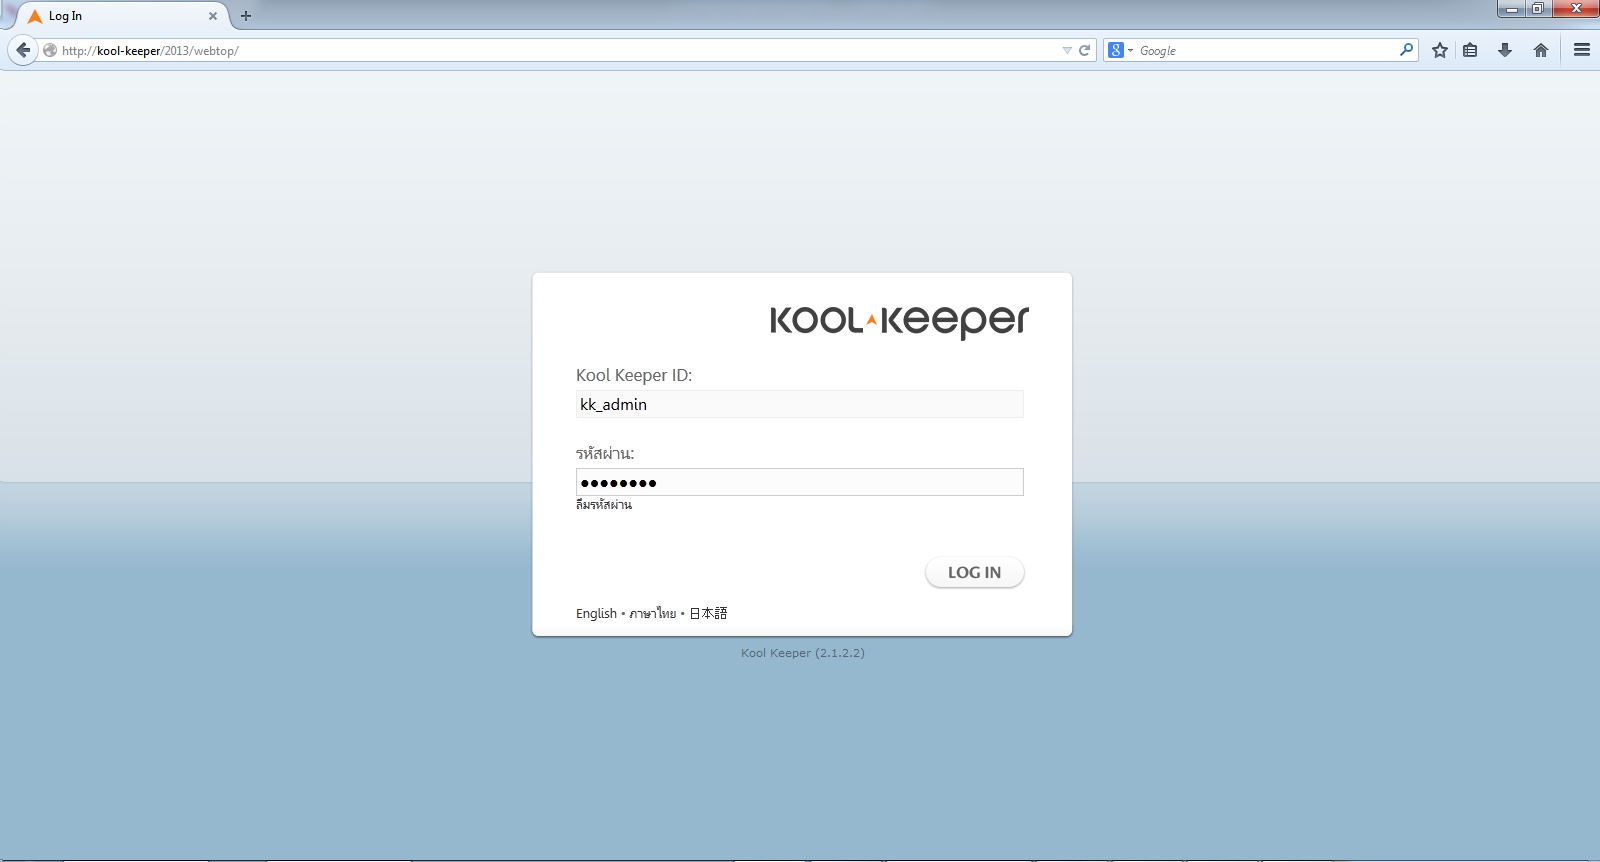 Log In
http://kool-keeper/2013/webtop/
Google
KOOL KEEPER
Kool Keeper ID:
kk_admin
รหัสผ่าน:
●●●●●●●●
ลืมรหัสผ่าน
LOG IN
English • ภาษาไทย • 日本語
Kool Keeper (2.1.2.2)